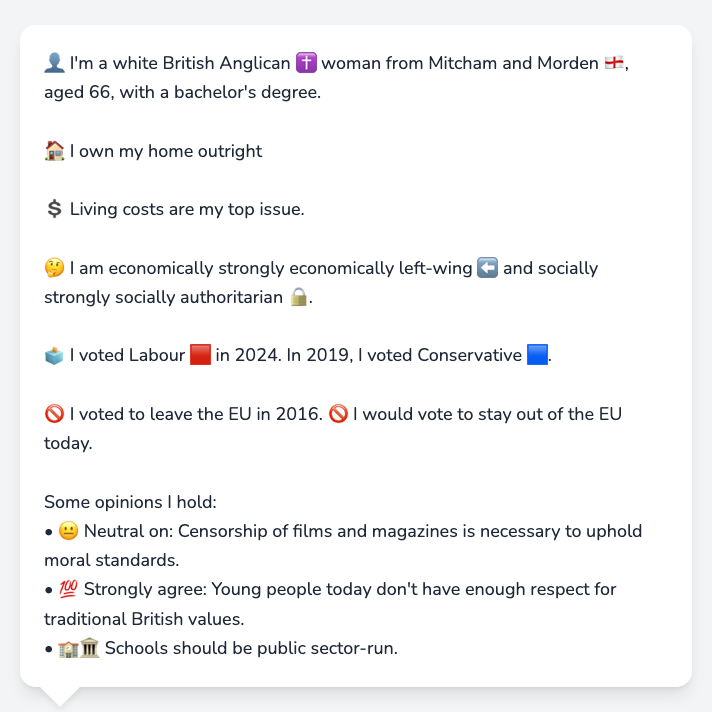 👤 I'm a white British Anglican ✝️ woman from Mitcham and Morden 🏴󠁧󠁢󠁥󠁮󠁧󠁿,
aged 66, with a bachelor's degree.
🏠 I own my home outright
💲 Living costs are my top issue.
🤔 I am economically strongly economically left-wing ⬅️ and socially
strongly socially authoritarian 🔒.
🗳️ I voted Labour 🟥 in 2024. In 2019, I voted Conservative 🟦.
🚫 I voted to leave the EU in 2016. 🚫 I would vote to stay out of the EU
today.
Some opinions I hold:
• 😐 Neutral on: Censorship of films and magazines is necessary to uphold
moral standards.
• 💯 Strongly agree: Young people today don't have enough respect for
traditional British values.
• 🏫🏛️ Schools should be public sector-run.